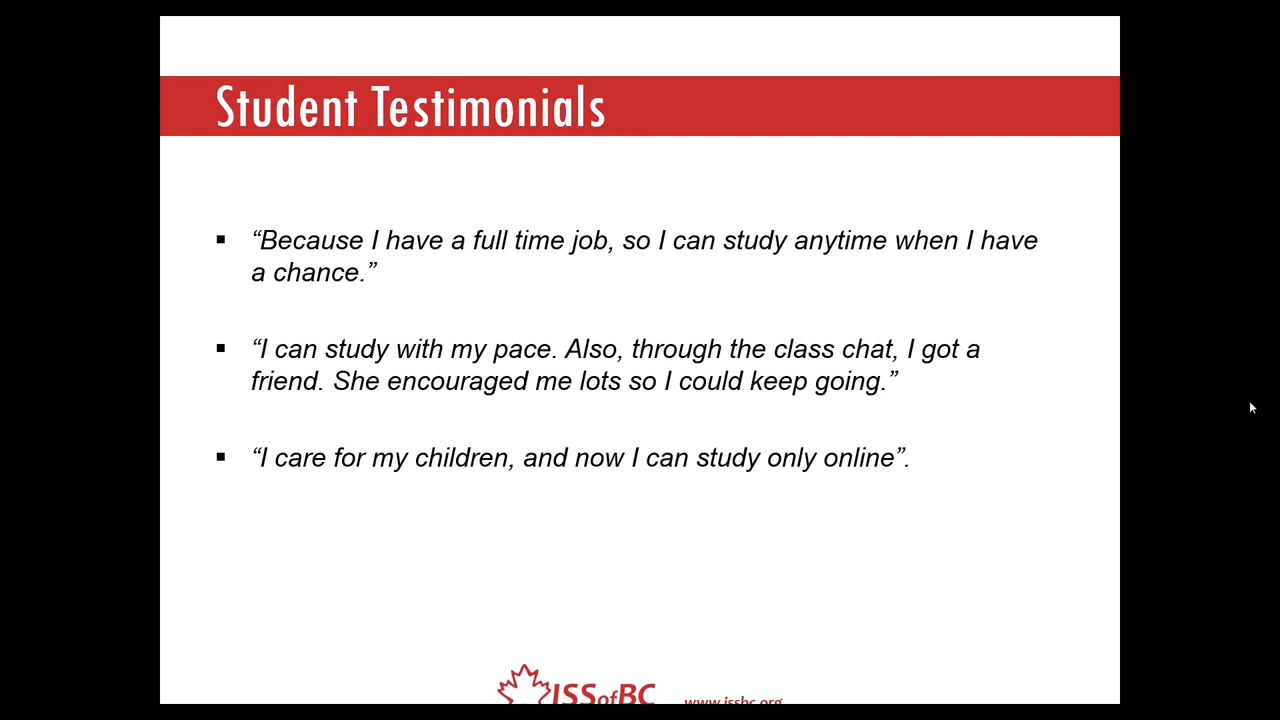 Student Testimonials
▪ “Because I have a full time job, so I can study anytime when I have
a chance.”
▪ “I can study with my pace. Also, through the class chat, I got a
friend. She encouraged me lots so I could keep going.”
▪ “I care for my children, and now I can study only online”.
ISSofBC www.issbc.org